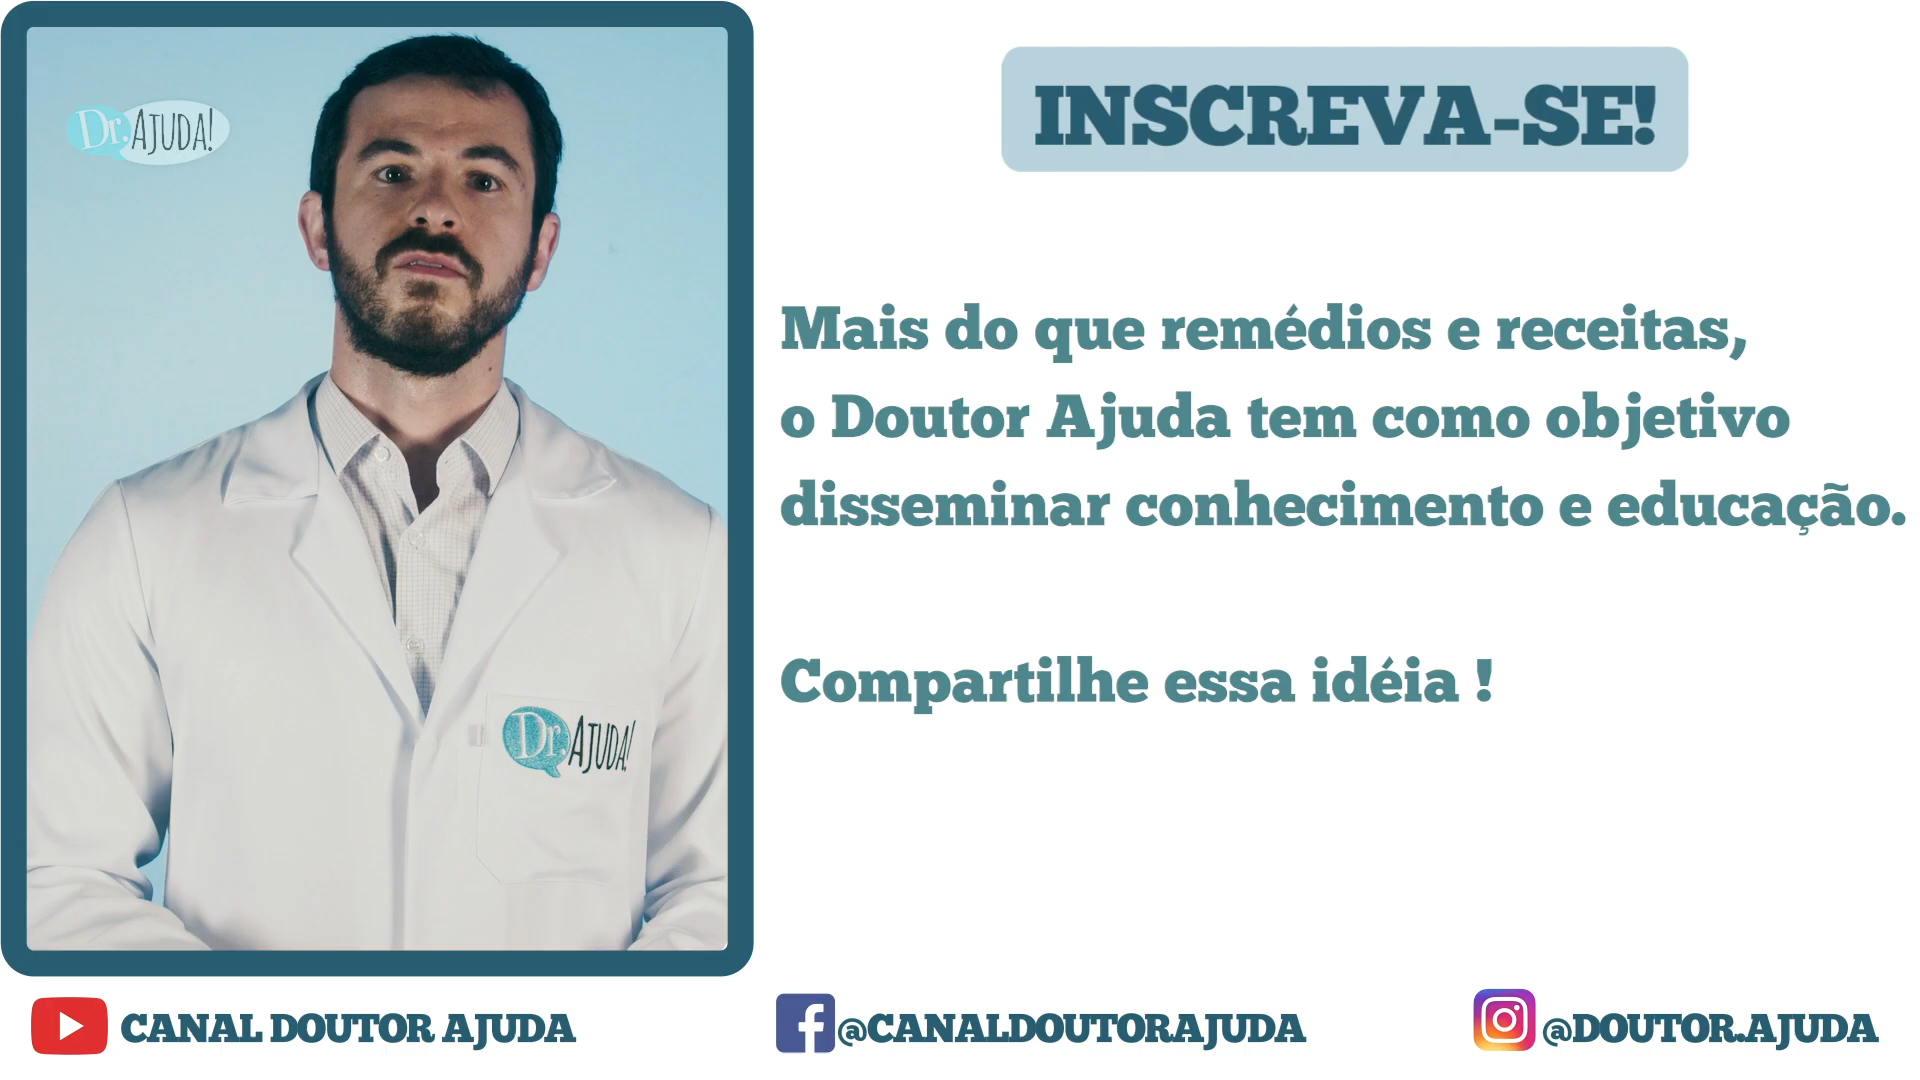 Dr. AJUDA!
Dr. AJUDA!
INSCREVA-SE!
Mais do que remédios e receitas,
o Doutor Ajuda tem como objetivo
disseminar conhecimento e educação.
Compartilhe essa idéia !
CANAL DOUTOR AJUDA
@CANALDOUTORAJUDA
@DOUTOR.AJUDA